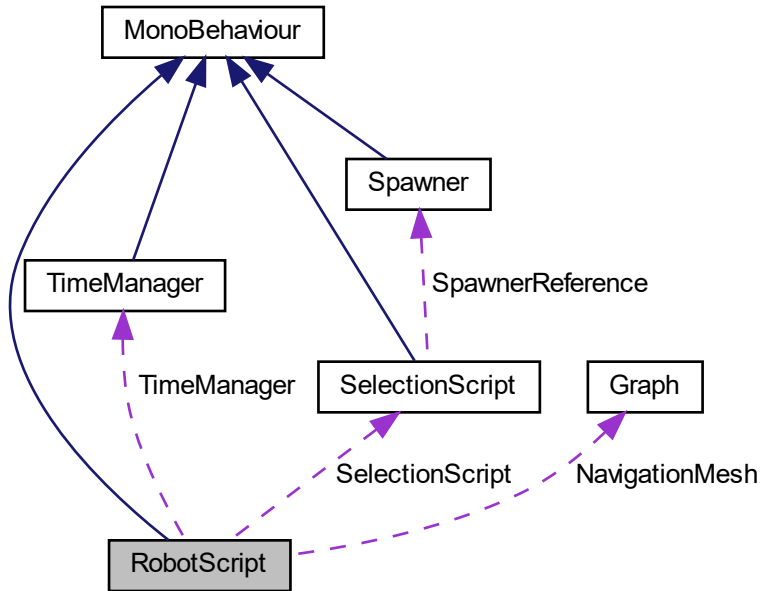 MonoBehaviour
Spawner
TimeManager
SpawnerReference
SelectionScript
Graph
TimeManager
SelectionScript
NavigationMesh
RobotScript